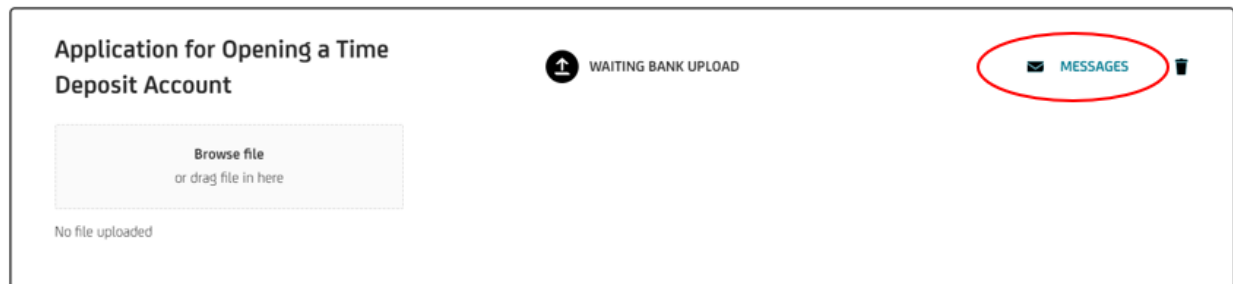 Application for Opening a Time
Deposit Account
WAITING BANK UPLOAD
MESSAGES
Browse file
or drag file in here
No file uploaded